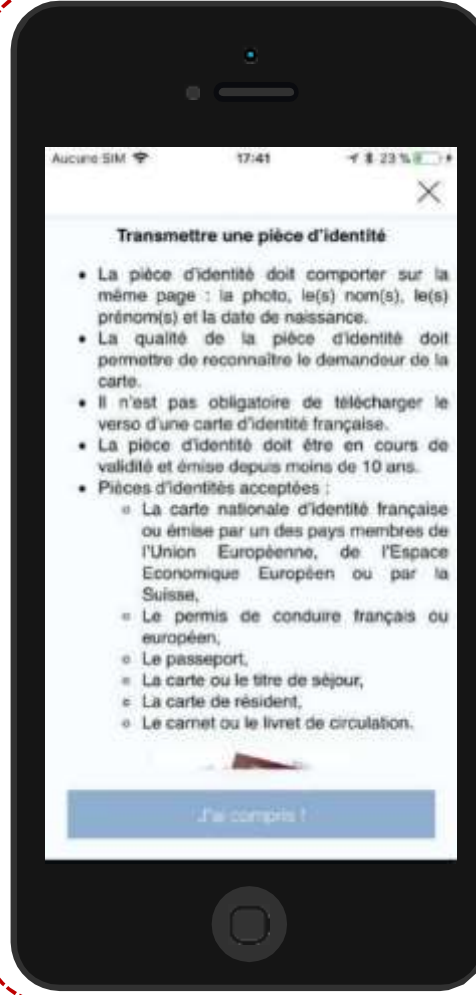 Aucune SIM 17:41 23 %
Transmettre une pièce d'identité
• La pièce d'identité doit comporter sur la
même page : la photo, le(s) nom(s), le(s)
prénom(s) et la date de naissance.
• La qualité de la pièce d'identité doit
permettre de reconnaître le demandeur de la
carte.
• Il n'est pas obligatoire de télécharger le
verso d'une carte d'identité française.
• La pièce d'identité doit être en cours de
validité et émise depuis moins de 10 ans.
• Pièces d'identités acceptées :
○ La carte nationale d'identité française
ou émise par un des pays membres de
l'Union Européenne, de l'Espace
Economique Européen ou par la
Suisse,
○ Le permis de conduire français ou
européen,
○ Le passeport,
○ La carte ou le titre de séjour,
○ La carte de résident,
○ Le carnet ou le livret de circulation.
J'ai compris !